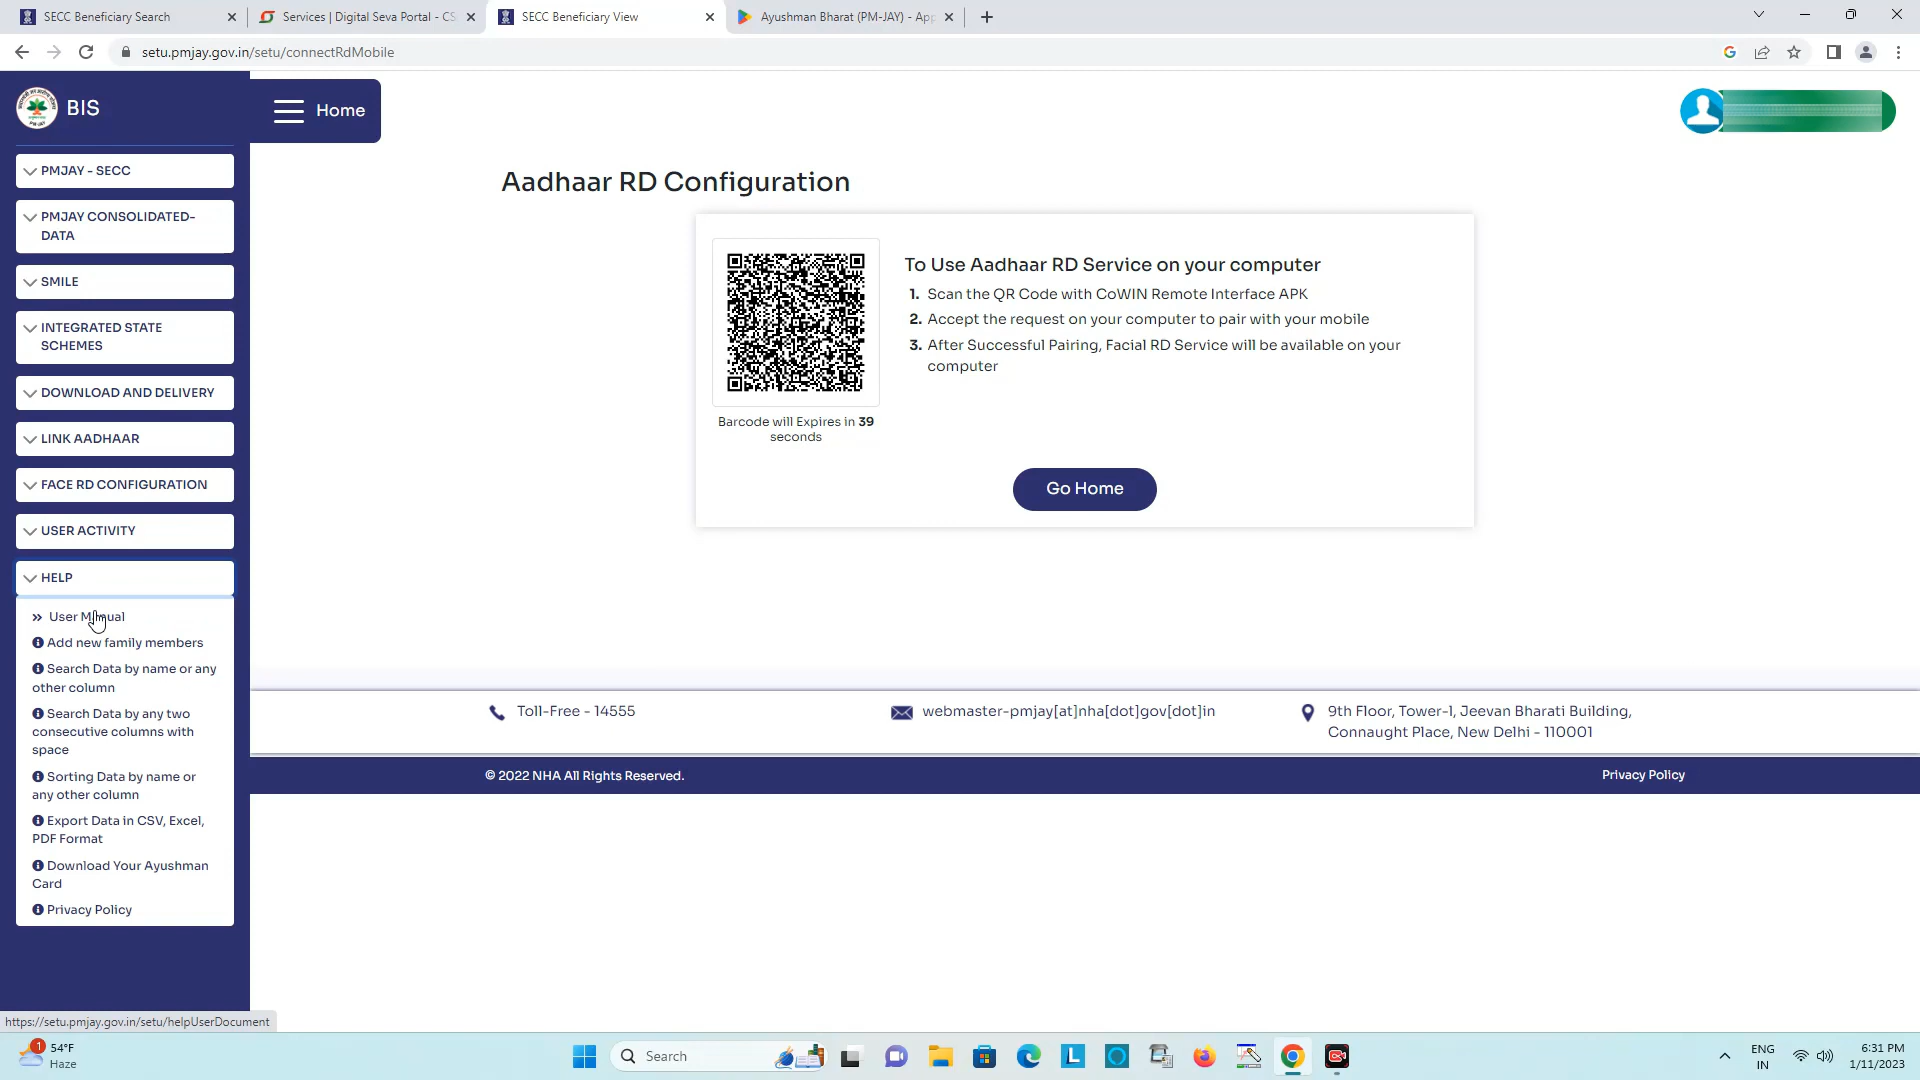 SECC Beneficiary Search
Services | Digital Seva Portal - CS
SECC Beneficiary View
Ayushman Bharat (PM-JAY) - App
setu.pmjay.gov.in/setu/connectRdMobile
BIS
Home
PMJAY - SECC
PMJAY CONSOLIDATED-
DATA
SMILE
INTEGRATED STATE
SCHEMES
DOWNLOAD AND DELIVERY
LINK AADHAAR
FACE RD CONFIGURATION
USER ACTIVITY
HELP
User Manual
Add new family members
Search Data by name or any
other column
Search Data by any two
consecutive columns with
space
Sorting Data by name or
any other column
Export Data in CSV, Excel,
PDF Format
Download Your Ayushman
Card
Privacy Policy
https://setu.pmjay.gov.in/setu/helpUserDocument
Aadhaar RD Configuration
Barcode will Expires in 39
seconds
To Use Aadhaar RD Service on your computer
1. Scan the QR Code with CoWIN Remote Interface APK
2. Accept the request on your computer to pair with your mobile
3. After Successful Pairing, Facial RD Service will be available on your
computer
Go Home
Toll-Free - 14555
webmaster-pmjay[at]nha[dot]gov[dot]in
9th Floor, Tower-l, Jeevan Bharati Building,
Connaught Place, New Delhi - 110001
© 2022 NHA All Rights Reserved.
Privacy Policy
1
54°F
Haze
Search
L
ENG
IN
6:31 PM
1/11/2023